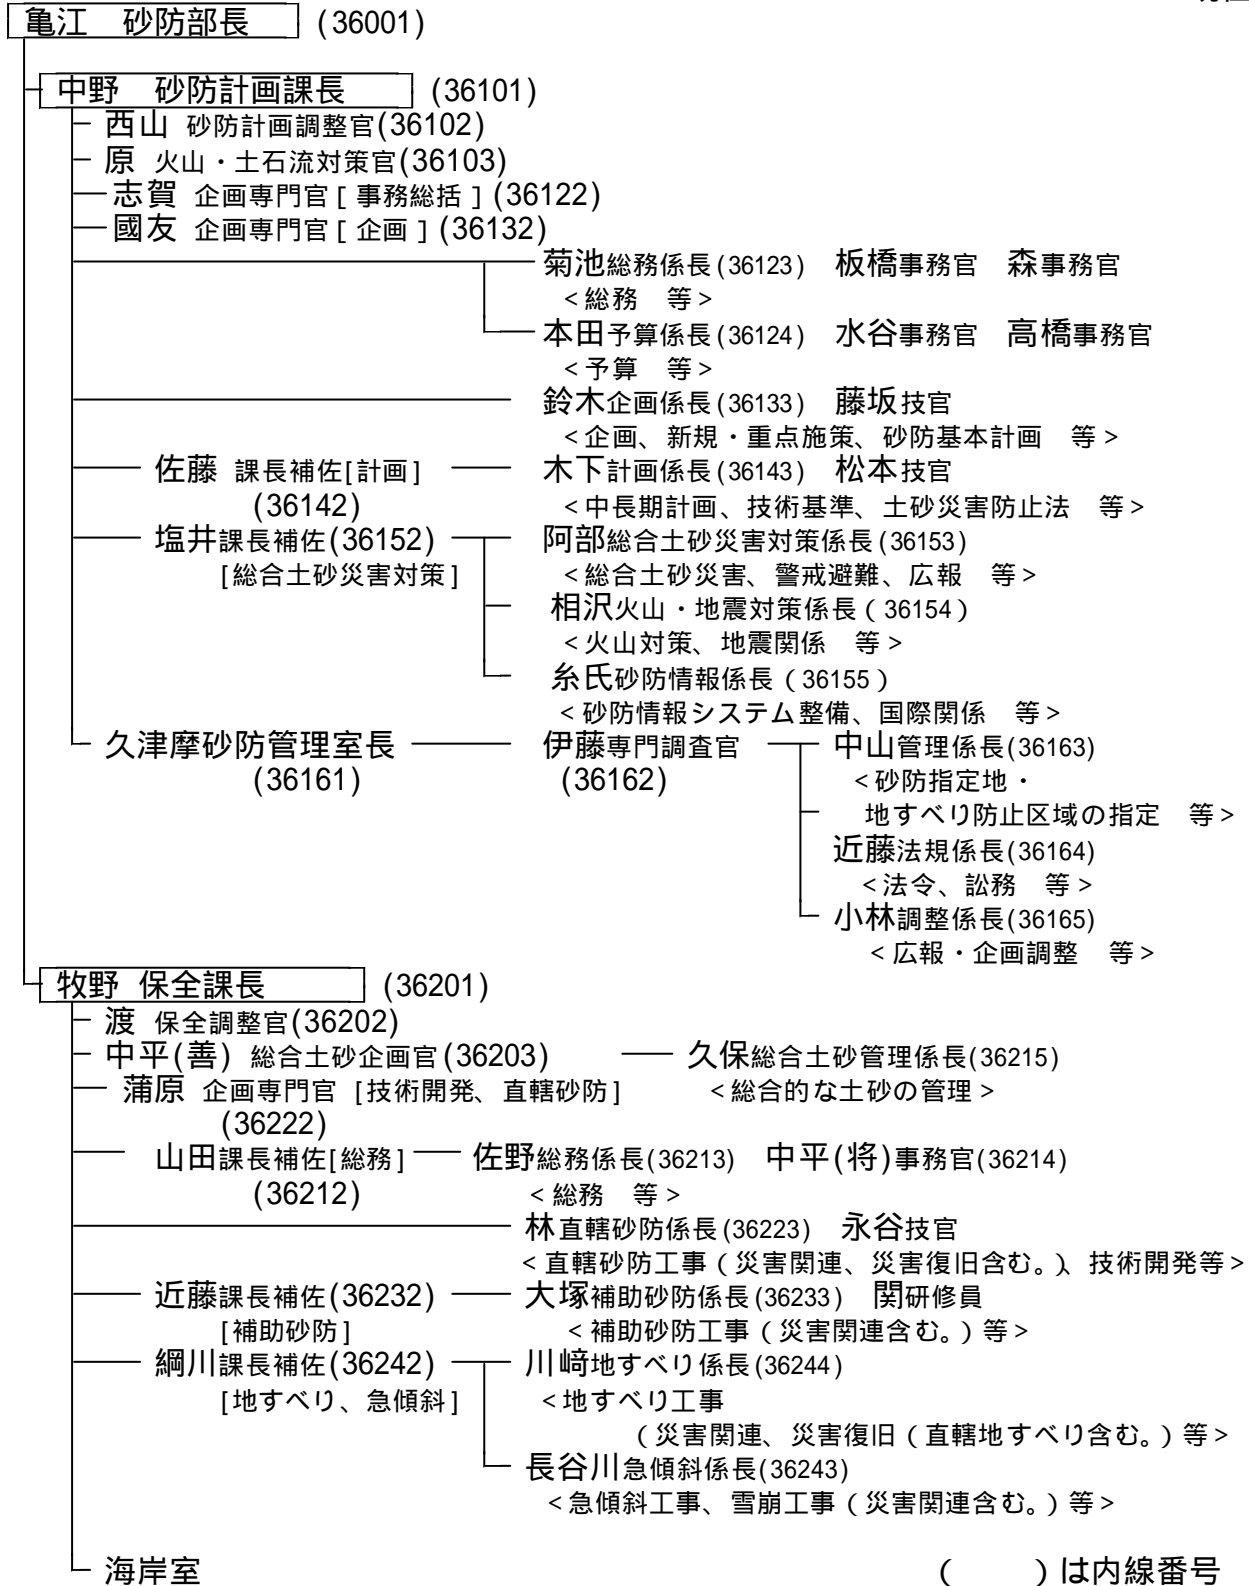 亀江　砂防部長　(36001)
中野　砂防計画課長　(36101)
西山 砂防計画調整官(36102)
原 火山・土石流対策官(36103)
志賀 企画専門官[事務総括](36122)
國友 企画専門官[企画](36132)
菊池総務係長(36123)　板橋事務官　森事務官
<総務　等>
本田予算係長(36124)　水谷事務官　高橋事務官
<予算　等>
鈴木企画係長(36133)　藤坂技官
<企画、新規・重点施策、砂防基本計画　等>
佐藤 課長補佐[計画]　木下計画係長(36143)　松本技官
(36142)　<中長期計画、技術基準、土砂災害防止法　等>
塩井課長補佐(36152)　阿部総合土砂災害対策係長(36153)
[総合土砂災害対策]　<総合土砂災害、警戒避難、広報　等>
相沢火山・地震対策係長(36154)
<火山対策、地震関係　等>
糸氏砂防情報係長(36155)
<砂防情報システム整備、国際関係　等>
久津摩砂防管理室長　伊藤専門調査官　中山管理係長(36163)
(36161)　(36162)　<砂防指定地・
地すべり防止区域の指定　等>
近藤法規係長(36164)
<法令、訟務　等>
小林調整係長(36165)
<広報・企画調整　等>
牧野 保全課長　(36201)
渡 保全調整官(36202)
中平(善) 総合土砂企画官(36203)　久保総合土砂管理係長(36215)
蒲原 企画専門官 [技術開発、直轄砂防]　<総合的な土砂の管理>
(36222)
山田課長補佐[総務]　佐野総務係長(36213)　中平(将)事務官(36214)
(36212)　<総務　等>
林直轄砂防係長(36223)　永谷技官
<直轄砂防工事(災害関連、災害復旧含む。)、技術開発等>
近藤課長補佐(36232)　大塚補助砂防係長(36233)　関研修員
[補助砂防]　<補助砂防工事(災害関連含む。)等>
綱川課長補佐(36242)　川﨑地すべり係長(36244)
[地すべり、急傾斜]　<地すべり工事
(災害関連、災害復旧(直轄地すべり含む。)等>
長谷川急傾斜係長(36243)
<急傾斜工事、雪崩工事(災害関連含む。)等>
海岸室　(　　)は内線番号